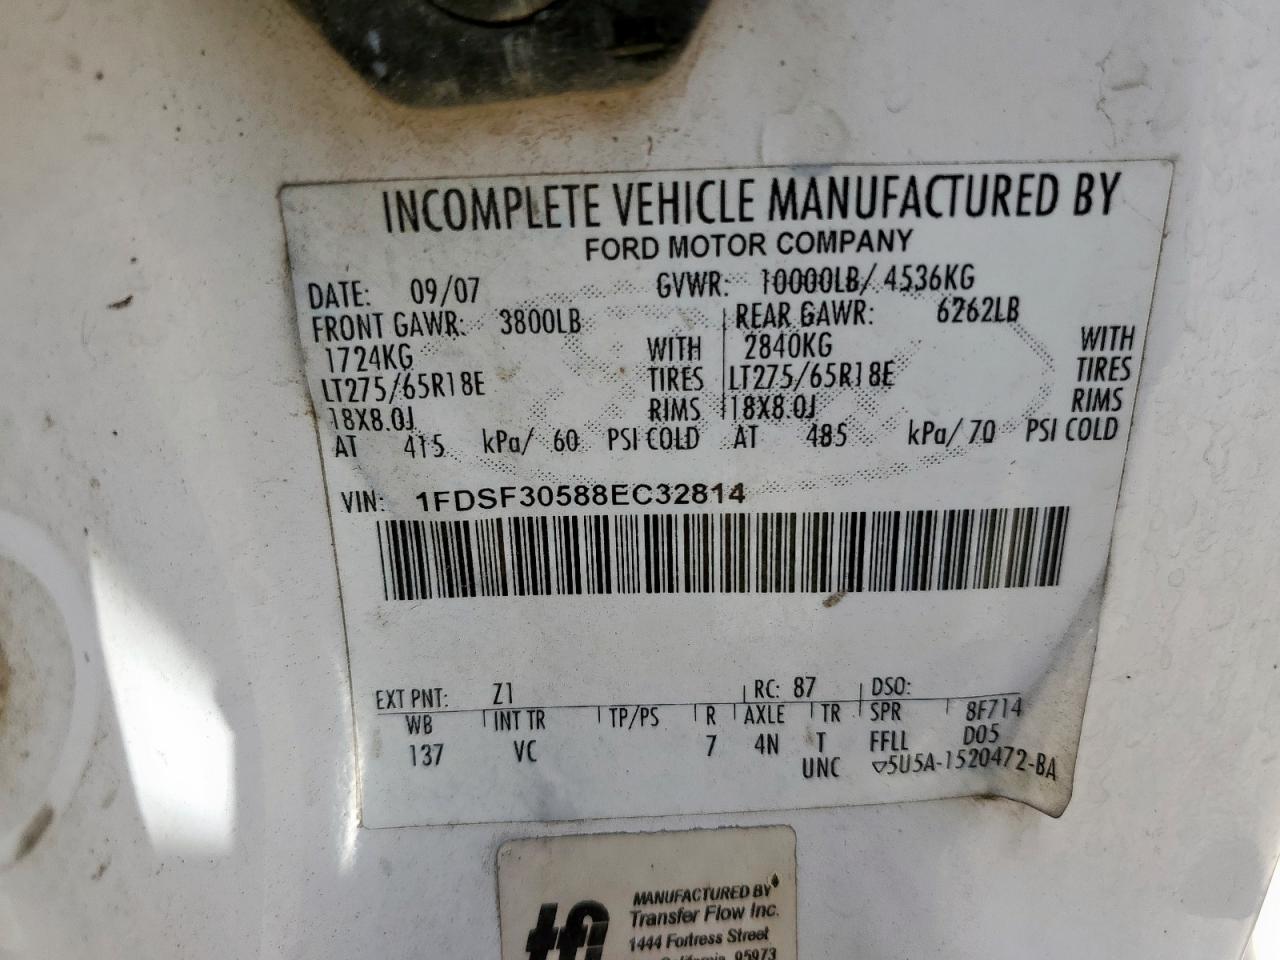 INCOMPLETE VEHICLE MANUFACTURED BY
FORD MOTOR COMPANY
DATE: 09/07 GVWR: 10000LB/ 4536KG
FRONT GAWR: 3800LB REAR GAWR: 6262LB
1724KG WITH 2840KG WITH
LT275/65R18E TIRES LT275/65R18E TIRES
18X8.0J RIMS 18X8.0J RIMS
AT 415 kPa/ 60 PSI COLD AT 485 kPa/ 70 PSI COLD
VIN: 1FDSF30588EC32814
EXT PNT: Z1 RC: 87 DSO:
WB INT TR TP/PS R AXLE TR SPR 8F714
137 VC 7 4N T FFLL D05
UNC ▽5U5A-1520472-BA
MANUFACTURED BY
tfi Transfer Flow Inc.
1444 Fortress Street
California, 95973